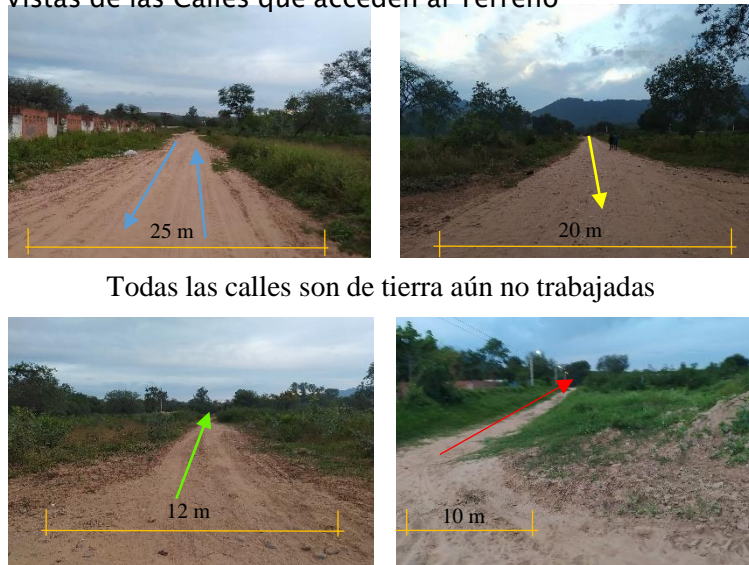 Vistas de las Calles que acceden al Terreno
25 m
20 m
Todas las calles son de tierra aún no trabajadas
12 m
10 m